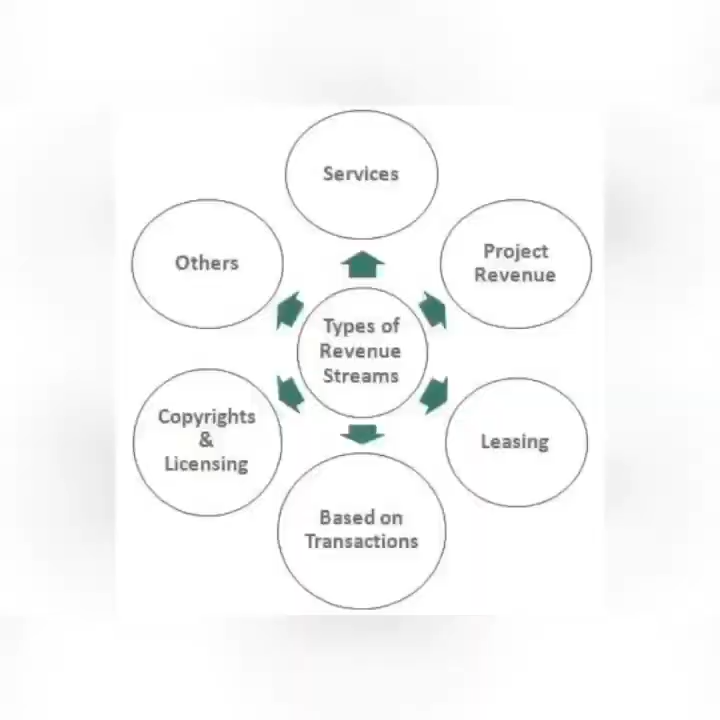 Services
Others
Project
Revenue
Types of
Revenue
Streams
Copyrights
&
Licensing
Leasing
Based on
Transactions